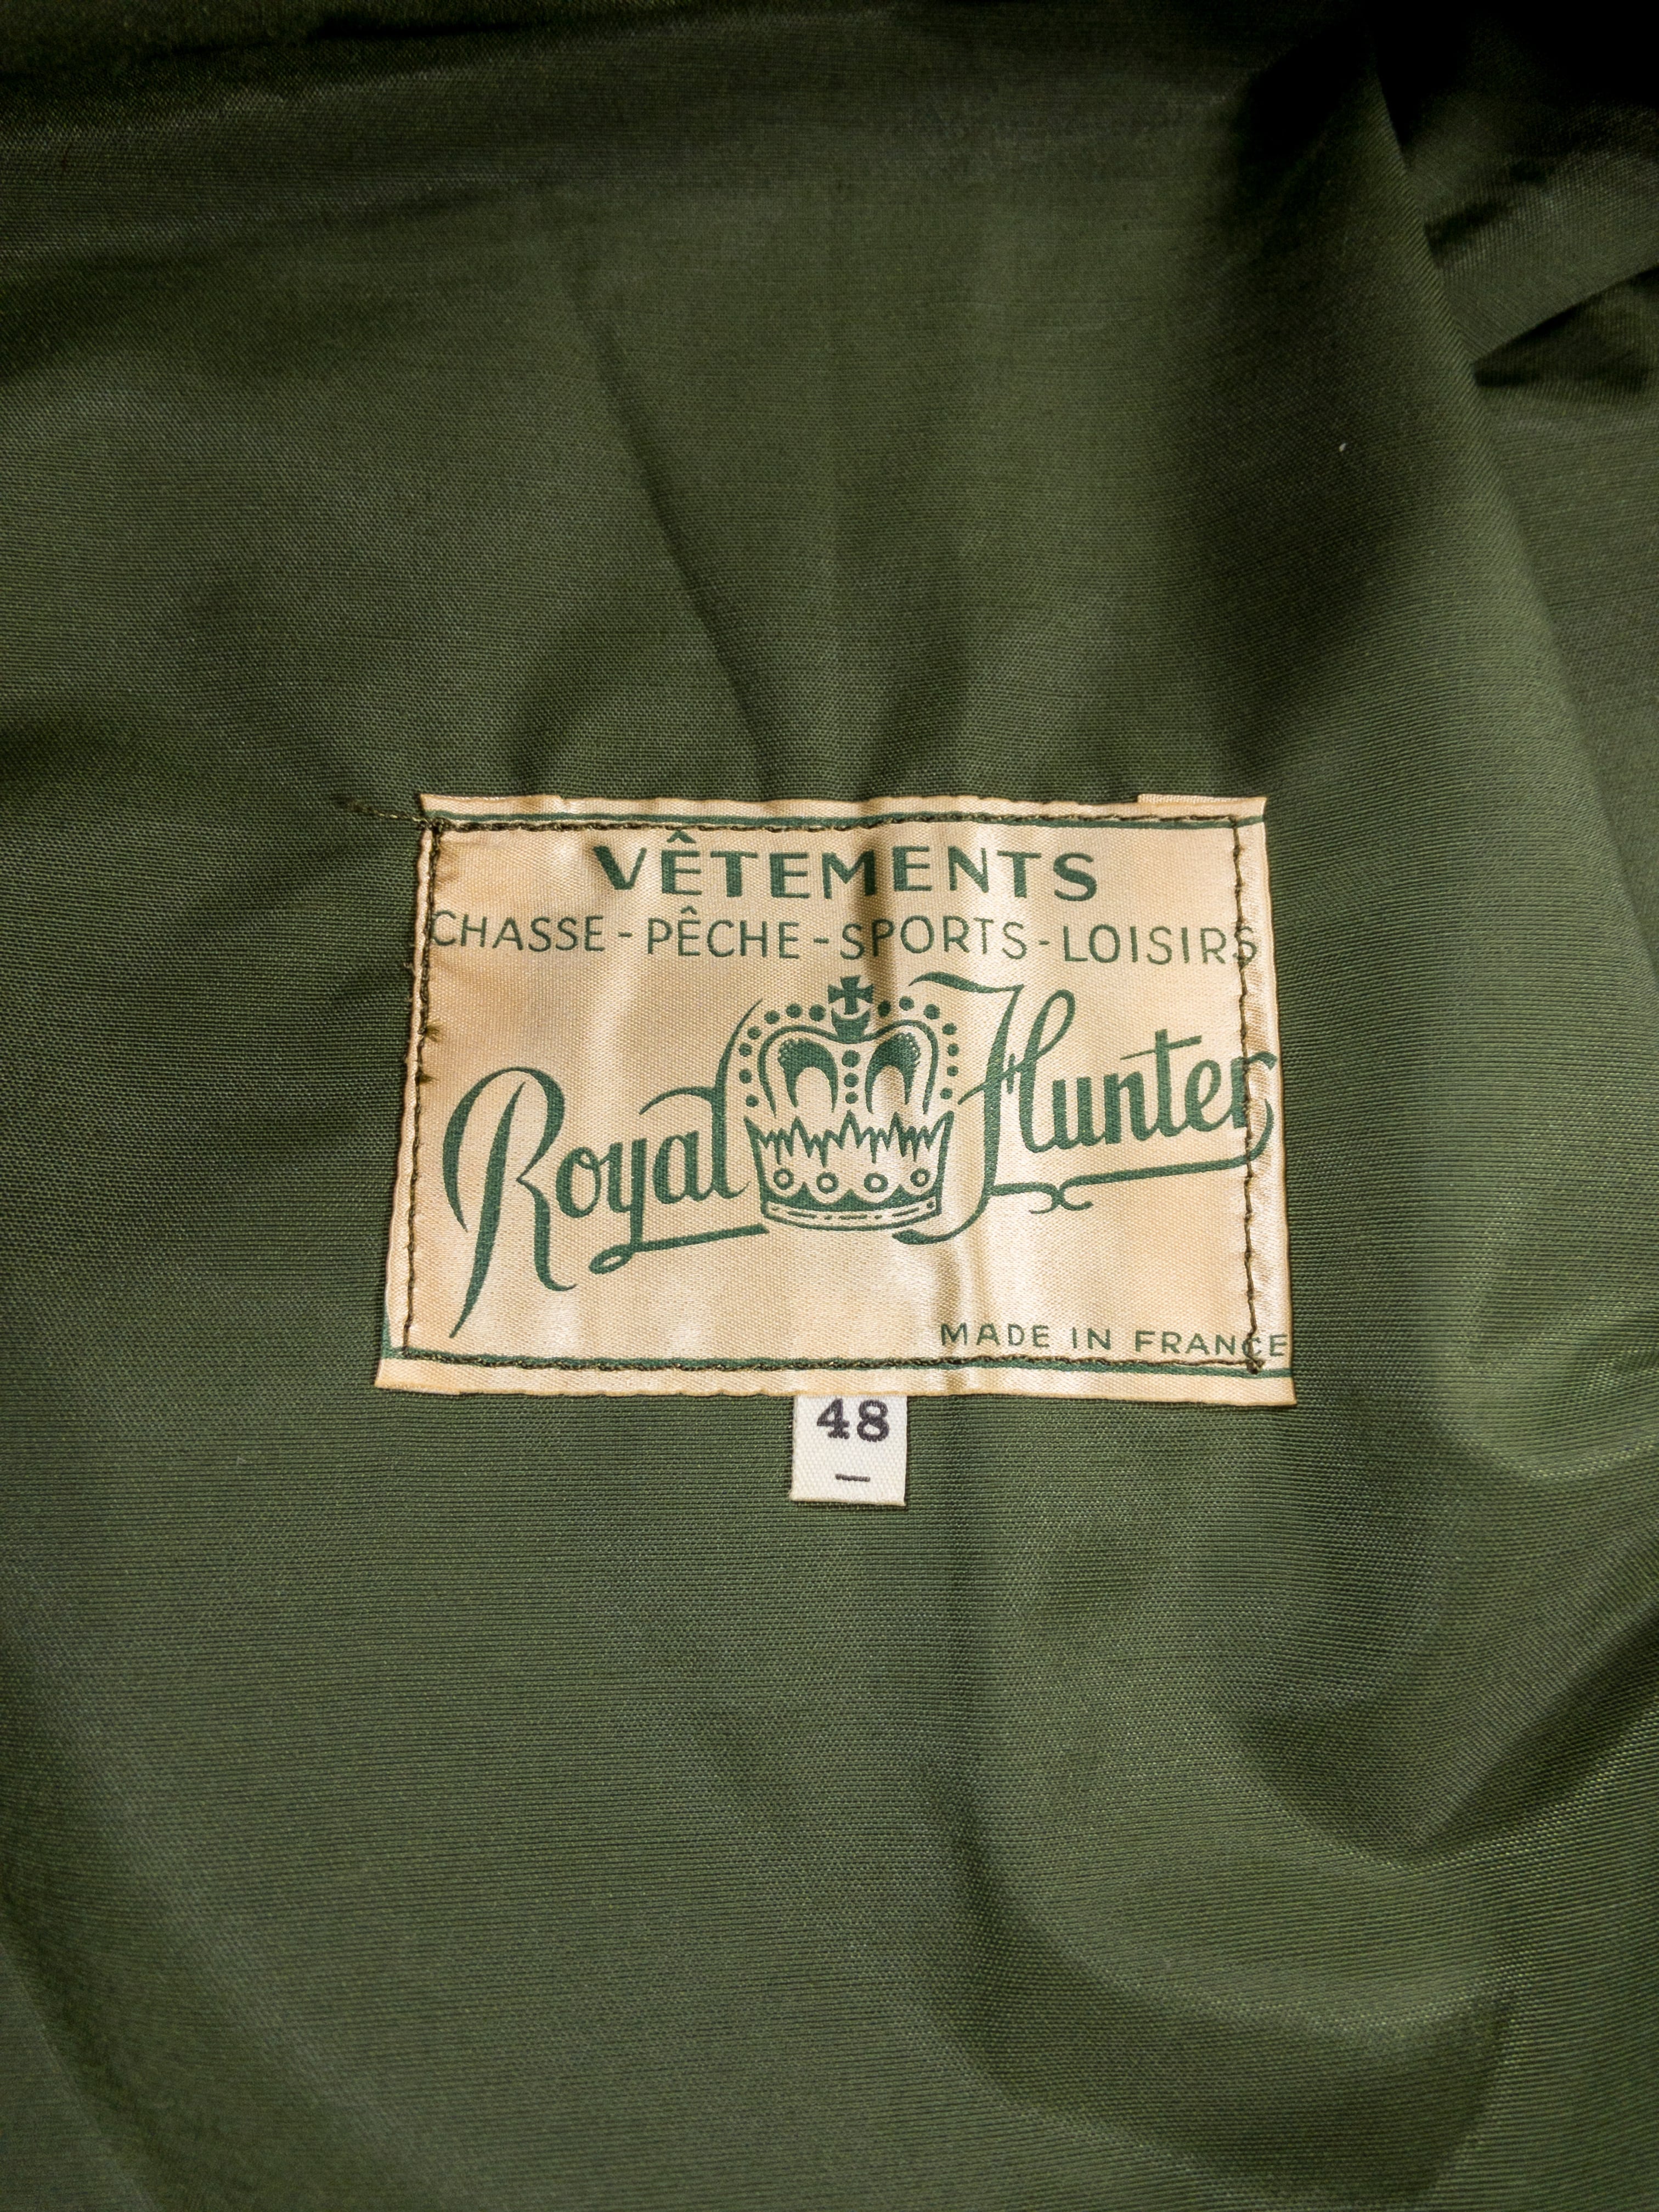 VÊTEMENTS
CHASSE - PÊCHE - SPORTS - LOISIRS
Royal Hunter
MADE IN FRANCE
48
—